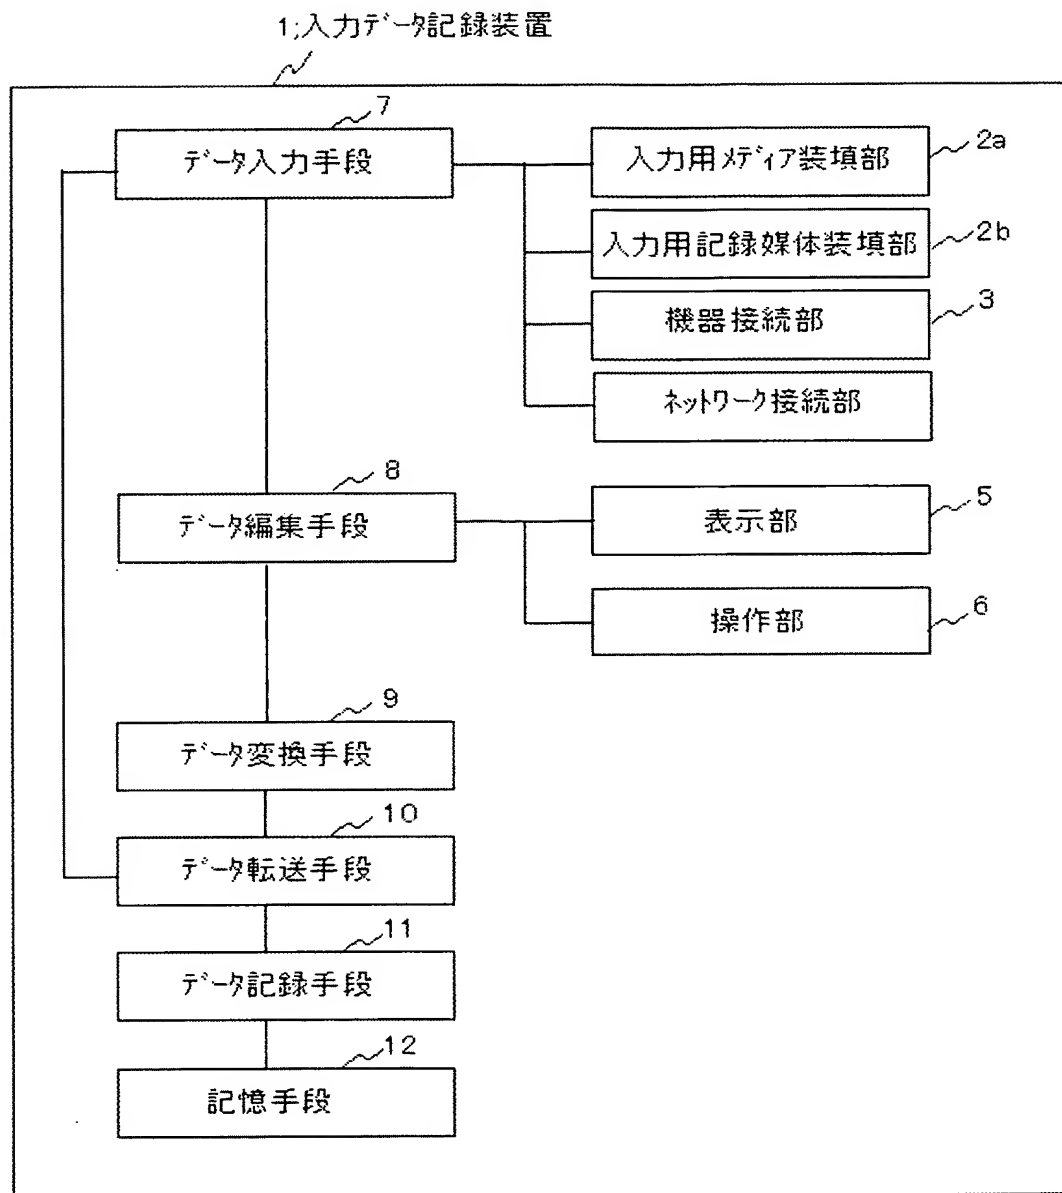 1;入力データ記録装置
7
データ入力手段
入力用メディア装填部
2a
入力用記録媒体装填部
2b
機器接続部
3
ネットワーク接続部
8
データ編集手段
表示部
5
操作部
6
9
データ変換手段
10
データ転送手段
11
データ記録手段
12
記憶手段